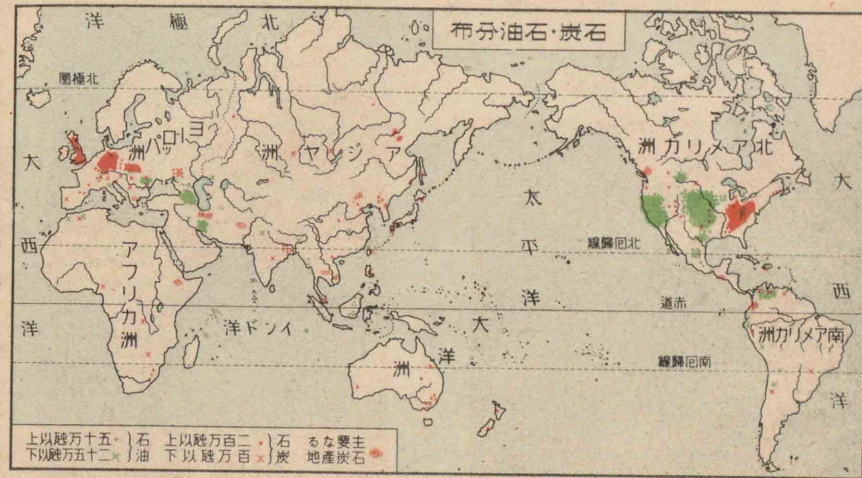 石炭・石油分布
北極洋
北極圈
ヨーロッパ洲
アジヤ洲
北アメリカ洲
大西洋
太平洋
大西洋
アフリカ洲
北回歸線
赤道
インド洋
大洋洲
南アメリカ洲
南回歸線
主要なる
石炭產地
石炭
二百万瓲以上
百万瓲以下
石油
五十万瓲以上
二十五万瓲以下